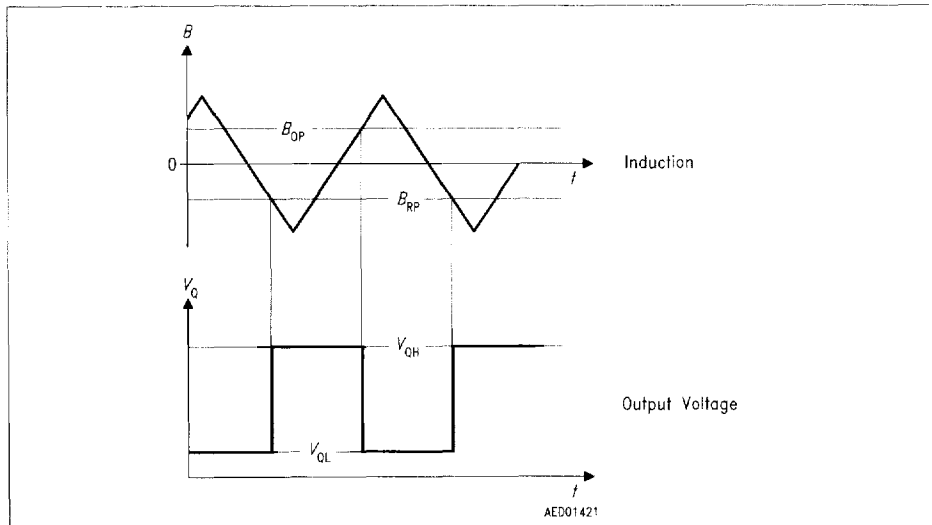 B
B_OP
0
t
Induction
B_RP
V_Q
V_QH
Output Voltage
V_QL
t
AED01421